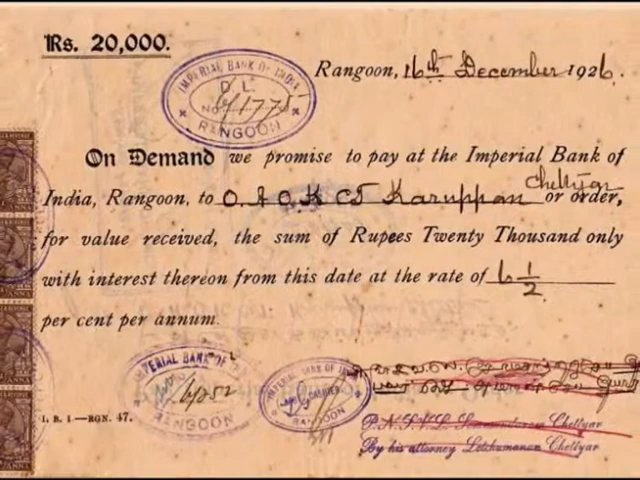 Rs. 20,000.
IMPERIAL BANK OF INDIA
D. L.
No. 61775
RANGOON
Rangoon, 16th December 1926.
On Demand we promise to pay at the Imperial Bank of
Chettyar
India, Rangoon, to O. A. O. K. CT Karuppan or order,
for value received, the sum of Rupees Twenty Thousand only
with interest thereon from this date at the rate of 6 1/2
per cent per annum.
IMPERIAL BANK OF
RANGOON
IMPERIAL BANK OF INDIA
CASHIER
RANGOON
I. B. I.—RGN. 47.
Chettyar
By his attorney Letchumanan Chettyar